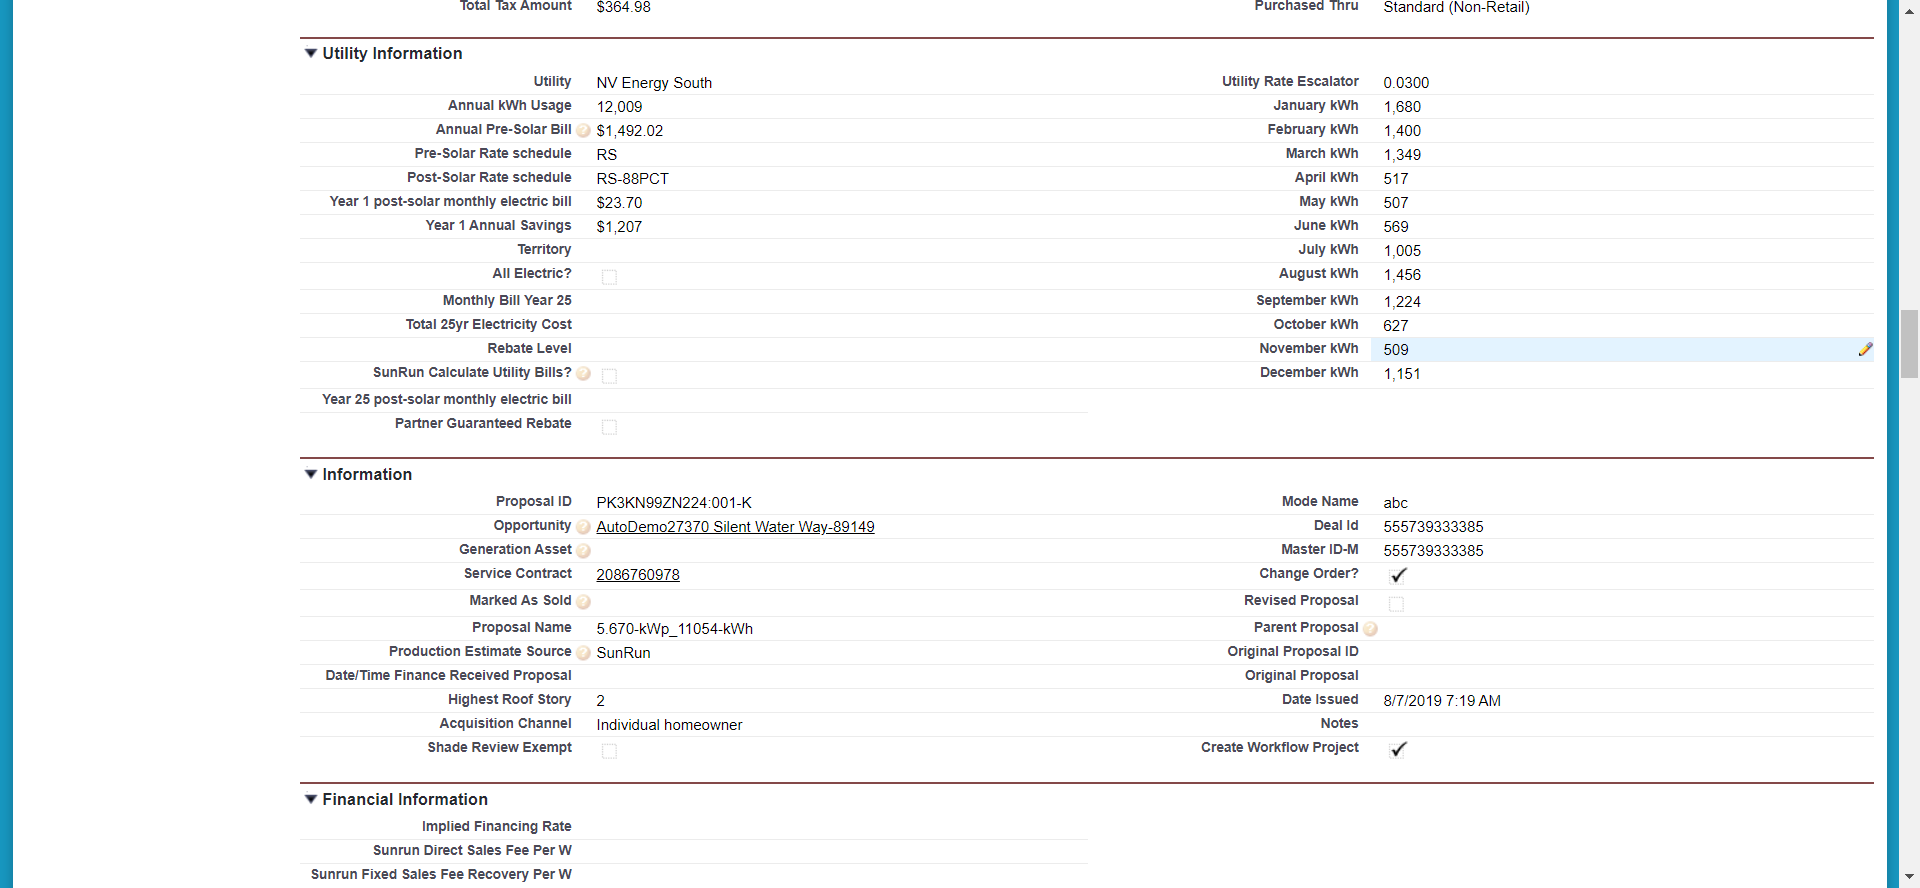 Total Tax Amount $364.98 Purchased Thru Standard (Non-Retail)
Utility Information
Utility NV Energy South Utility Rate Escalator 0.0300
Annual kWh Usage 12,009 January kWh 1,680
Annual Pre-Solar Bill ? $1,492.02 February kWh 1,400
Pre-Solar Rate schedule RS March kWh 1,349
Post-Solar Rate schedule RS-88PCT April kWh 517
Year 1 post-solar monthly electric bill $23.70 May kWh 507
Year 1 Annual Savings $1,207 June kWh 569
Territory July kWh 1,005
All Electric? August kWh 1,456
Monthly Bill Year 25 September kWh 1,224
Total 25yr Electricity Cost October kWh 627
Rebate Level November kWh 509
SunRun Calculate Utility Bills? ? December kWh 1,151
Year 25 post-solar monthly electric bill
Partner Guaranteed Rebate
Information
Proposal ID PK3KN99ZN224:001-K Mode Name abc
Opportunity ? AutoDemo27370 Silent Water Way-89149 Deal Id 555739333385
Generation Asset ? Master ID-M 555739333385
Service Contract 2086760978 Change Order?
Marked As Sold ? Revised Proposal
Proposal Name 5.670-kWp_11054-kWh Parent Proposal ?
Production Estimate Source ? SunRun Original Proposal ID
Date/Time Finance Received Proposal Original Proposal
Highest Roof Story 2 Date Issued 8/7/2019 7:19 AM
Acquisition Channel Individual homeowner Notes
Shade Review Exempt Create Workflow Project
Financial Information
Implied Financing Rate
Sunrun Direct Sales Fee Per W
Sunrun Fixed Sales Fee Recovery Per W